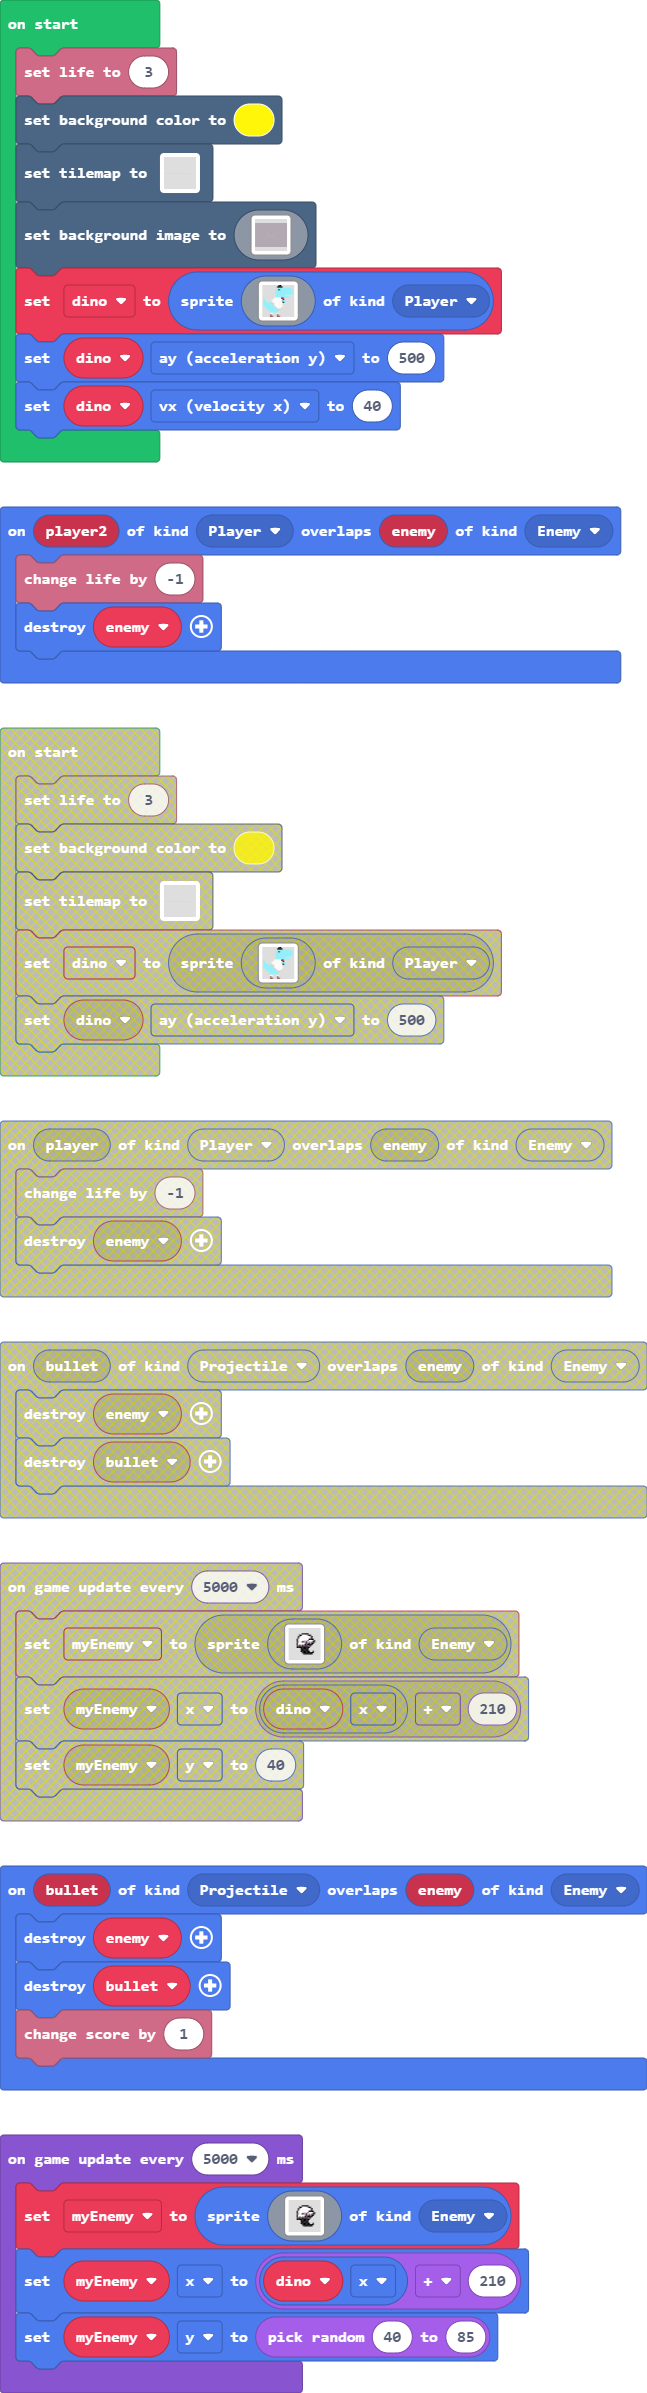 on start
set life to 3
set background color to
set tilemap to
set background image to
set dino to sprite of kind Player
set dino ay (acceleration y) to 500
set dino vx (velocity x) to 40
on player2 of kind Player overlaps enemy of kind Enemy
change life by -1
destroy enemy
on start
set life to 3
set background color to
set tilemap to
set dino to sprite of kind Player
set dino ay (acceleration y) to 500
on player of kind Player overlaps enemy of kind Enemy
change life by -1
destroy enemy
on bullet of kind Projectile overlaps enemy of kind Enemy
destroy enemy
destroy bullet
on game update every 5000 ms
set myEnemy to sprite of kind Enemy
set myEnemy x to dino x + 210
set myEnemy y to 40
on bullet of kind Projectile overlaps enemy of kind Enemy
destroy enemy
destroy bullet
change score by 1
on game update every 5000 ms
set myEnemy to sprite of kind Enemy
set myEnemy x to dino x + 210
set myEnemy y to pick random 40 to 85